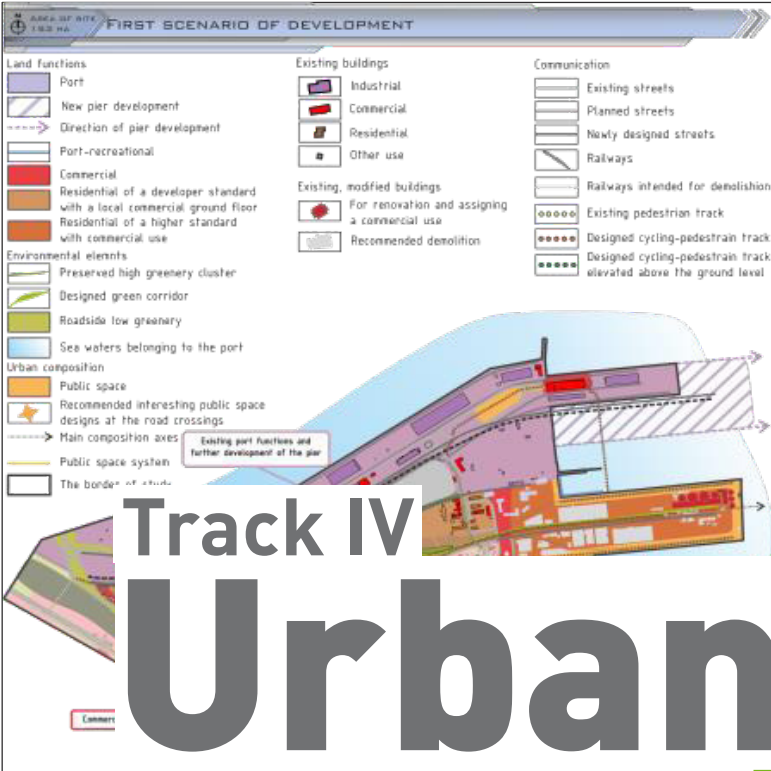 N
AREA OF SITE
FIRST SCENARIO OF DEVELOPMENT
Land functions
Port
New pier development
Direction of pier development
Port-recreational
Commercial
Residential of a developer standard
with a local commercial ground floor
Residential of a higher standard
with commercial use
Environmental elemnts
Preserved high greenery cluster
Designed green corridor
Roadside low greenery
Sea waters belonging to the port
Urban composition
Public space
Recommended interesting public space
designs at the road crossings
Main composition axes
Public space system
The border of study
Existing buildings
Industrial
Commercial
Residential
Other use
Existing, modified buildings
For renovation and assigning
a commercial use
Recommended demolition
Communication
Existing streets
Planned streets
Newly designed streets
Railways
Railways intended for demolishion
Existing pedestrian track
Designed cycling-pedestrain track
Designed cycling-pedestrain track
elevated above the ground level
Existing port functions and
further development of the pier
Track IV
Urban
Commer